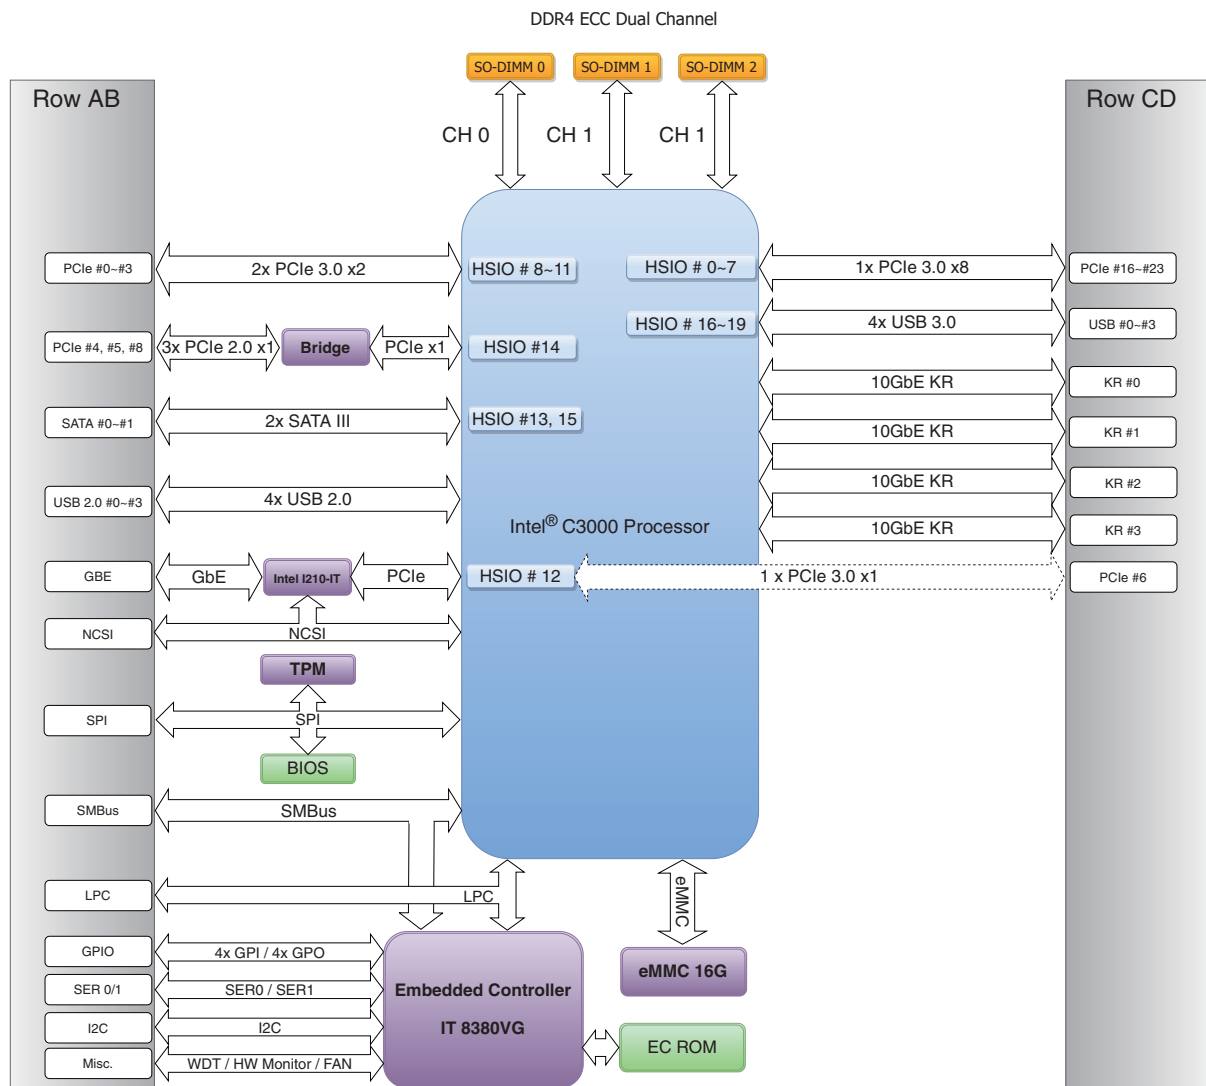 DDR4 ECC Dual Channel
SO-DIMM 0
SO-DIMM 1
SO-DIMM 2
Row AB
Row CD
CH 0
CH 1
CH 1
PCIe #0~#3
2x PCIe 3.0 x2
HSIO # 8~11
HSIO # 0~7
1x PCIe 3.0 x8
PCIe #16~#23
HSIO # 16~19
4x USB 3.0
USB #0~#3
PCIe #4, #5, #8
3x PCIe 2.0 x1
Bridge
PCIe x1
HSIO #14
10GbE KR
KR #0
SATA #0~#1
2x SATA III
HSIO #13, 15
10GbE KR
KR #1
10GbE KR
KR #2
USB 2.0 #0~#3
4x USB 2.0
Intel® C3000 Processor
10GbE KR
KR #3
GBE
GbE
Intel I210-IT
PCIe
HSIO # 12
1 x PCIe 3.0 x1
PCIe #6
NCSI
NCSI
TPM
SPI
SPI
BIOS
SMBus
SMBus
LPC
LPC
eMMC
GPIO
4x GPI / 4x GPO
eMMC 16G
SER 0/1
SER0 / SER1
Embedded Controller
IT 8380VG
I2C
I2C
EC ROM
Misc.
WDT / HW Monitor / FAN